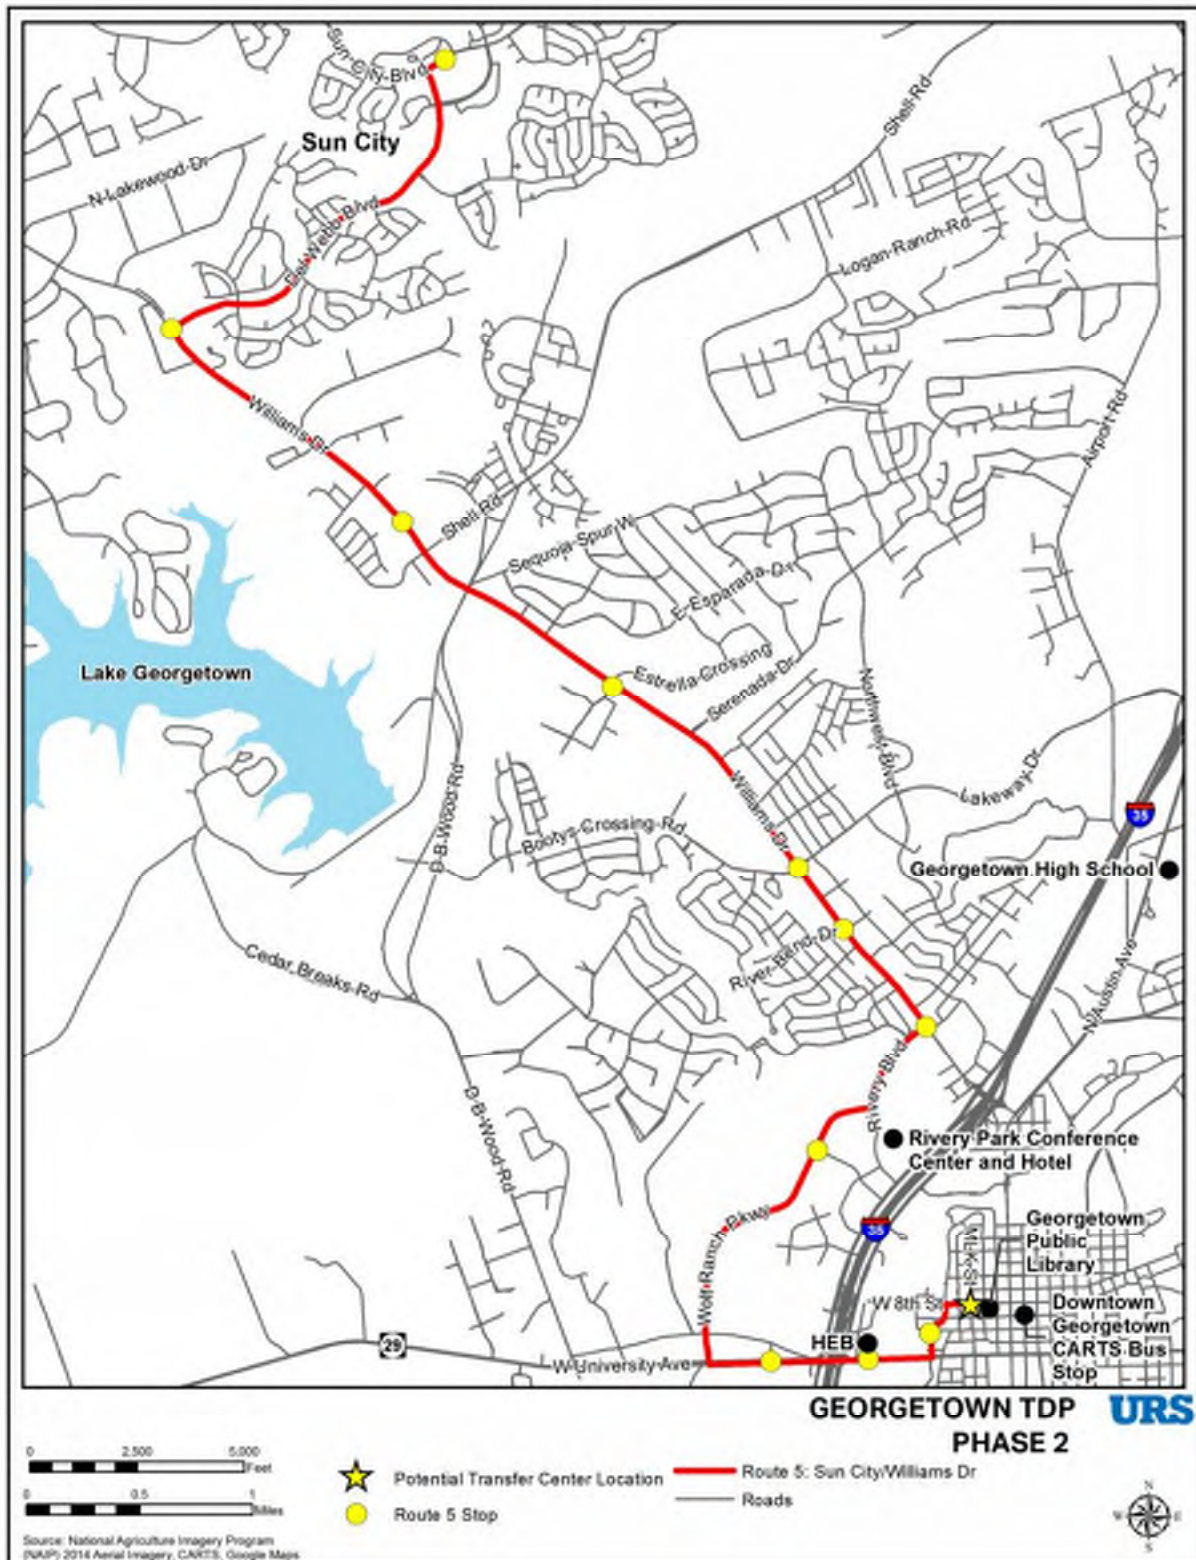 Sun-City-Blvd
Sun City
Shell-Rd
N-Lakewood-Dr
Del-Webb-Blvd
Logan-Ranch-Rd
Williams-Dr
Airport-Rd
Shell-Rd
Sequoia-Spur-W
E-Esparada-Dr
Lake Georgetown
Estrella-Crossing
Serenada-Dr
Northwest-Blvd
D-B-Wood-Rd
Williams-Dr
Lakeway-Dr
Bootys-Crossing-Rd
35
Georgetown High School
River-Bend-Dr
Cedar Breaks-Rd
N-Austin-Ave
Rivery-Blvd
D-B-Wood-Rd
Rivery Park Conference
Center and Hotel
Wolf-Ranch-Pkwy
35
MLK-St
Georgetown
Public
Library
W 8th St
Downtown
Georgetown
CARTS Bus
Stop
HEB
29
W-University-Ave
GEORGETOWN TDP
PHASE 2
URS
0 2,500 5,000
Feet
0 0.5 1
Miles
Potential Transfer Center Location
Route 5 Stop
Route 5: Sun City/Williams Dr
Roads
N
W E
S
Source: National Agriculture Imagery Program
(NAIP) 2014 Aerial Imagery, CARTS, Google Maps